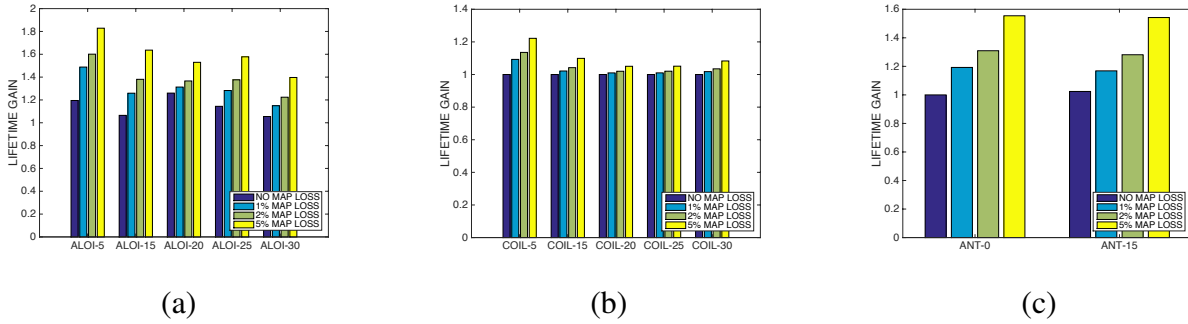 2
1.8
1.6
1.4
1.2
1
0.8
0.6
0.4
0.2
0
LIFETIME GAIN
ALOI-5 ALOI-15 ALOI-20 ALOI-25 ALOI-30
NO MAP LOSS
1% MAP LOSS
2% MAP LOSS
5% MAP LOSS
(a)
1.4
1.2
1
0.8
0.6
0.4
0.2
0
LIFETIME GAIN
COIL-5 COIL-15 COIL-20 COIL-25 COIL-30
NO MAP LOSS
1% MAP LOSS
2% MAP LOSS
5% MAP LOSS
(b)
1.6
1.4
1.2
1
0.8
0.6
0.4
0.2
0
LIFETIME GAIN
ANT-0 ANT-15
NO MAP LOSS
1% MAP LOSS
2% MAP LOSS
5% MAP LOSS
(c)